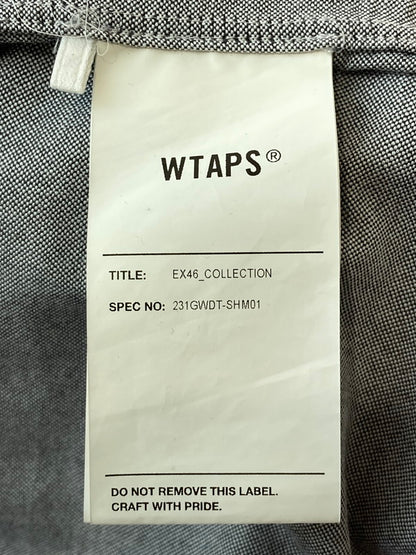 WTAPS®
TITLE: EX46_COLLECTION
SPEC NO: 231GWDT-SHM01
DO NOT REMOVE THIS LABEL.
CRAFT WITH PRIDE.